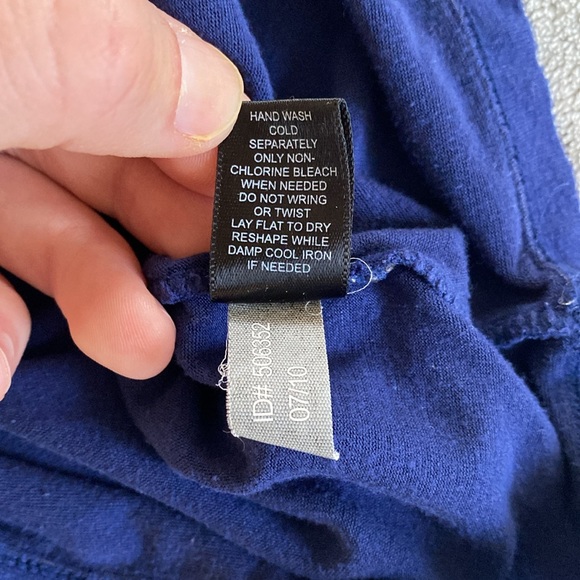 HAND WASH
COLD
SEPARATELY
ONLY NON-
CHLORINE BLEACH
WHEN NEEDED
DO NOT WRING
OR TWIST
LAY FLAT TO DRY
RESHAPE WHILE
DAMP COOL IRON
IF NEEDED
ID# 50632
07/10